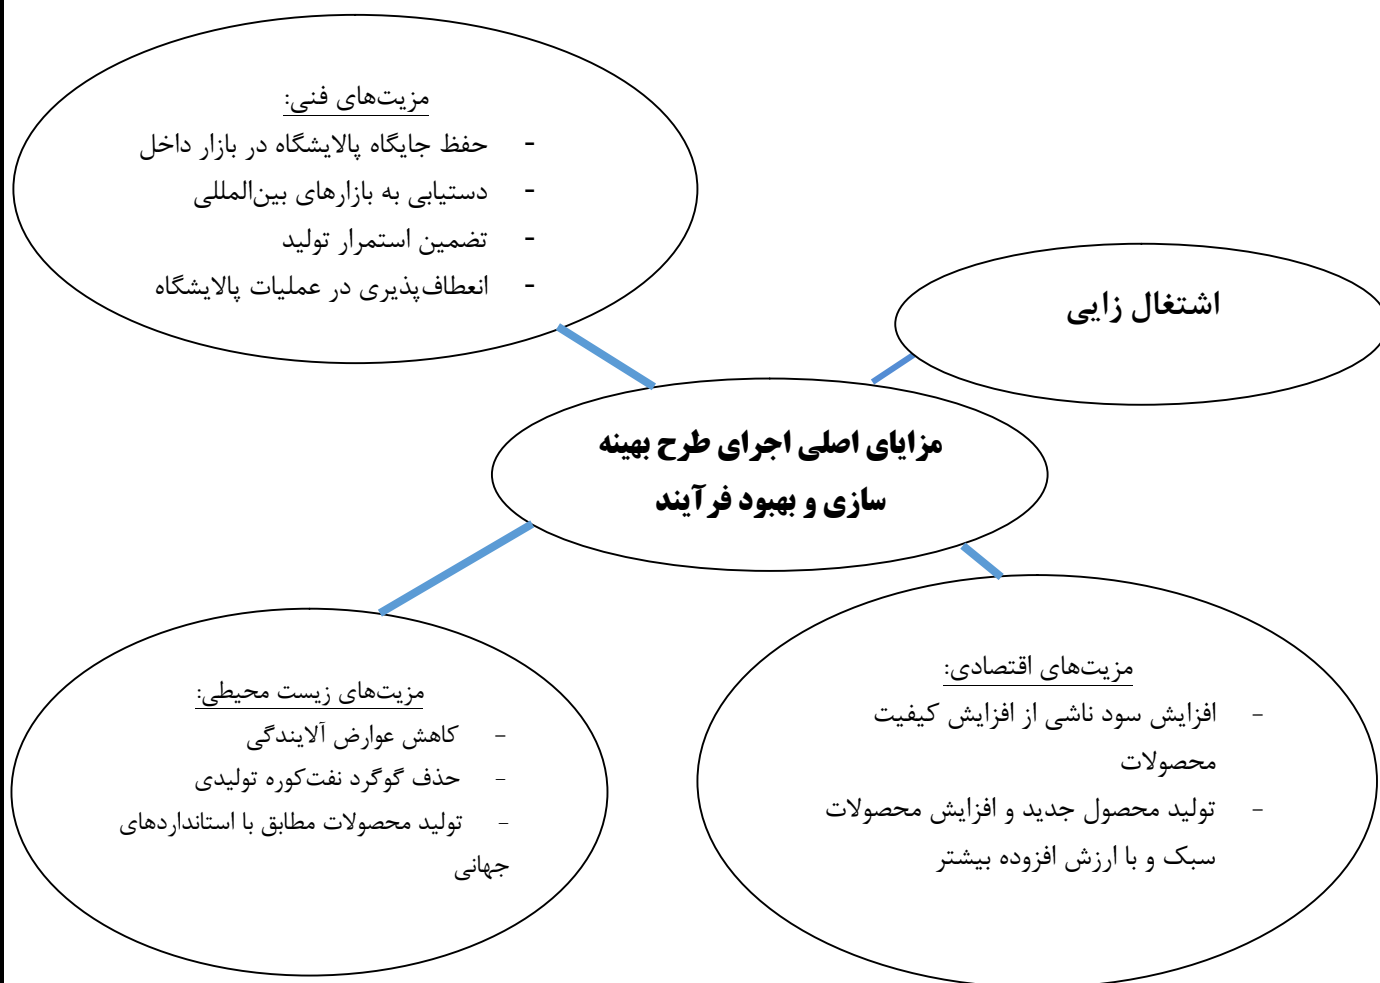 مزیت‌های فنی:
- حفظ جایگاه پالایشگاه در بازار داخل
- دستیابی به بازارهای بین‌المللی
- تضمین استمرار تولید
- انعطاف‌پذیری در عملیات پالایشگاه
اشتغال زایی
مزایای اصلی اجرای طرح بهینه
سازی و بهبود فرآیند
مزیت‌های اقتصادی:
- افزایش سود ناشی از افزایش کیفیت
محصولات
- تولید محصول جدید و افزایش محصولات
سبک و با ارزش افزوده بیشتر
مزیت‌های زیست محیطی:
- کاهش عوارض آلایندگی
- حذف گوگرد نفت‌کوره تولیدی
- تولید محصولات مطابق با استانداردهای
جهانی